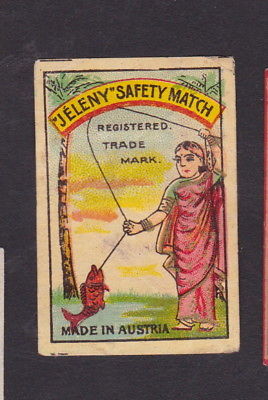 "JÉLENY" SAFETY MATCH
REGISTERED.
TRADE
MARK.
MADE IN AUSTRIA